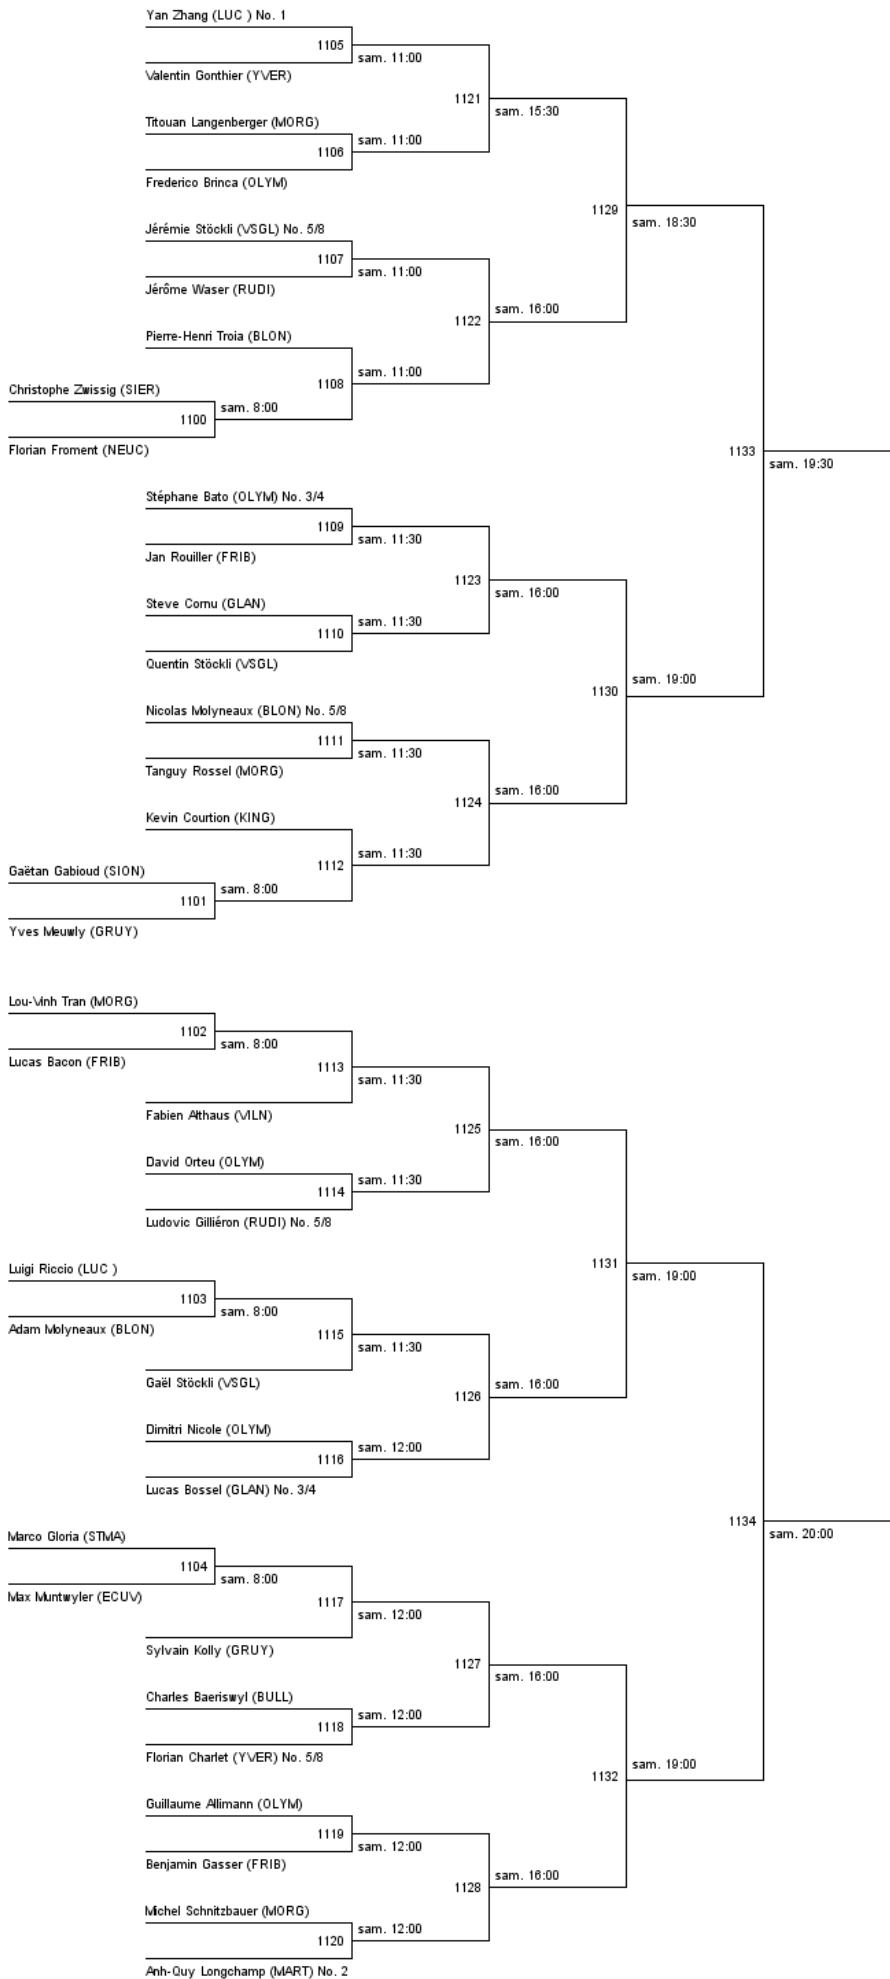 Yan Zhang (LUC ) No. 1
1105
sam. 11:00
Valentin Gonthier (YVER)
1121
sam. 15:30
Titouan Langenberger (MORG)
1106
sam. 11:00
Frederico Brinca (OLYM)
1129
sam. 18:30
Jérémie Stöckli (VSGL) No. 5/8
1107
sam. 11:00
Jérôme Waser (RUDI)
1122
sam. 16:00
Pierre-Henri Troia (BLON)
1108
sam. 11:00
Christophe Zwissig (SIER)
1100
sam. 8:00
Florian Froment (NEUC)
1133
sam. 19:30
Stéphane Bato (OLYM) No. 3/4
1109
sam. 11:30
Jan Rouiller (FRIB)
1123
sam. 16:00
Steve Cornu (GLAN)
1110
sam. 11:30
Quentin Stöckli (VSGL)
1130
sam. 19:00
Nicolas Molyneaux (BLON) No. 5/8
1111
sam. 11:30
Tanguy Rossel (MORG)
1124
sam. 16:00
Kevin Courtion (KING)
1112
sam. 11:30
Gaëtan Gabioud (SION)
1101
sam. 8:00
Yves Meuwly (GRUY)
Lou-Vinh Tran (MORG)
1102
sam. 8:00
Lucas Bacon (FRIB)
1113
sam. 11:30
Fabien Althaus (VILN)
1125
sam. 16:00
David Orteu (OLYM)
1114
sam. 11:30
Ludovic Gilliéron (RUDI) No. 5/8
1131
sam. 19:00
Luigi Riccio (LUC )
1103
sam. 8:00
Adam Molyneaux (BLON)
1115
sam. 11:30
Gaël Stöckli (VSGL)
1126
sam. 16:00
Dimitri Nicole (OLYM)
1116
sam. 12:00
Lucas Bossel (GLAN) No. 3/4
1134
sam. 20:00
Marco Gloria (STMA)
1104
sam. 8:00
Max Muntwyler (ECUV)
1117
sam. 12:00
Sylvain Kolly (GRUY)
1127
sam. 16:00
Charles Baeriswyl (BULL)
1118
sam. 12:00
Florian Charlet (YVER) No. 5/8
1132
sam. 19:00
Guillaume Allimann (OLYM)
1119
sam. 12:00
Benjamin Gasser (FRIB)
1128
sam. 16:00
Michel Schnitzbauer (MORG)
1120
sam. 12:00
Anh-Quy Longchamp (MART) No. 2